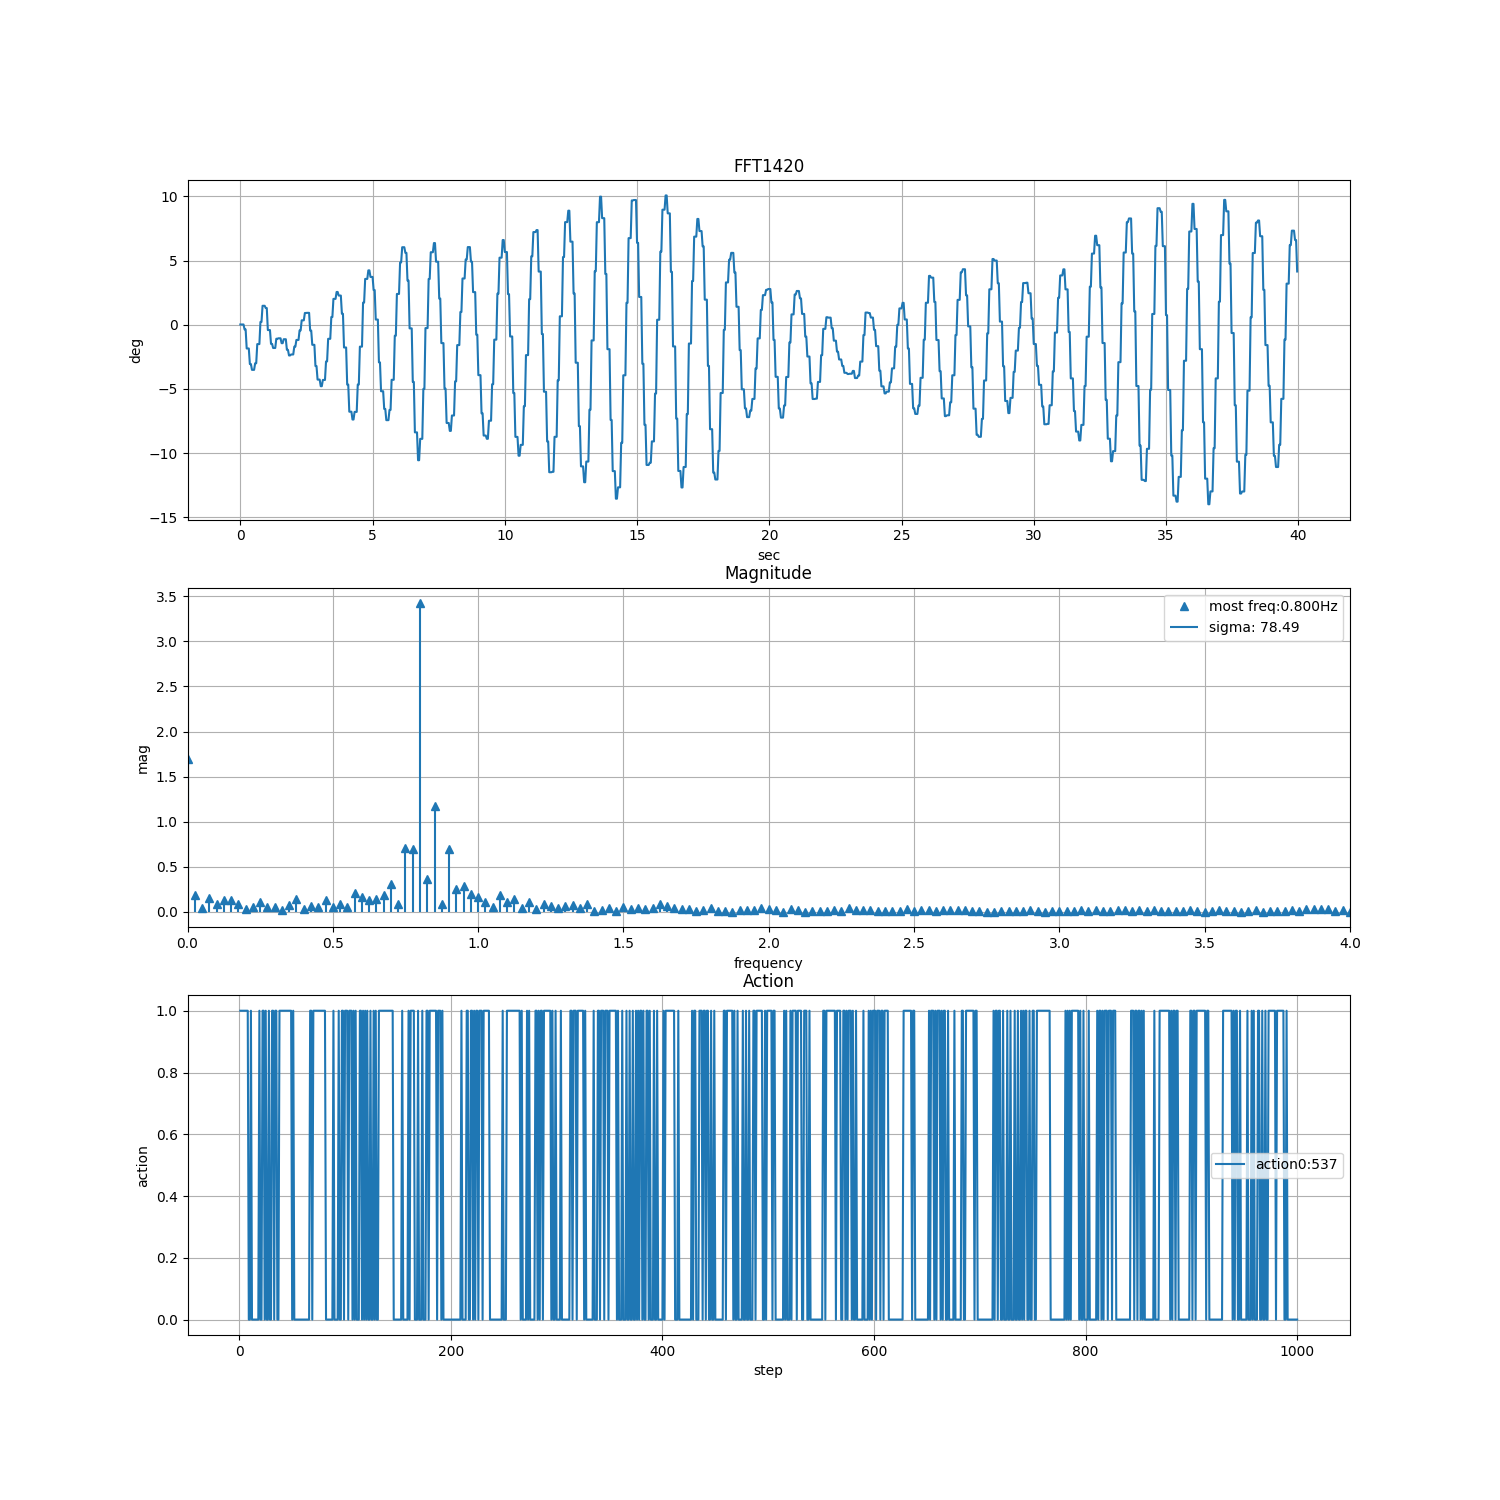 FFT1420
10
5
0
−5
−10
−15
deg
0 5 10 15 20 25 30 35 40
sec
Magnitude
3.5
3.0
2.5
2.0
1.5
1.0
0.5
0.0
mag
most freq:0.800Hz
sigma: 78.49
0.0 0.5 1.0 1.5 2.0 2.5 3.0 3.5 4.0
frequency
Action
1.0
0.8
0.6
0.4
0.2
0.0
action
action0:537
0 200 400 600 800 1000
step